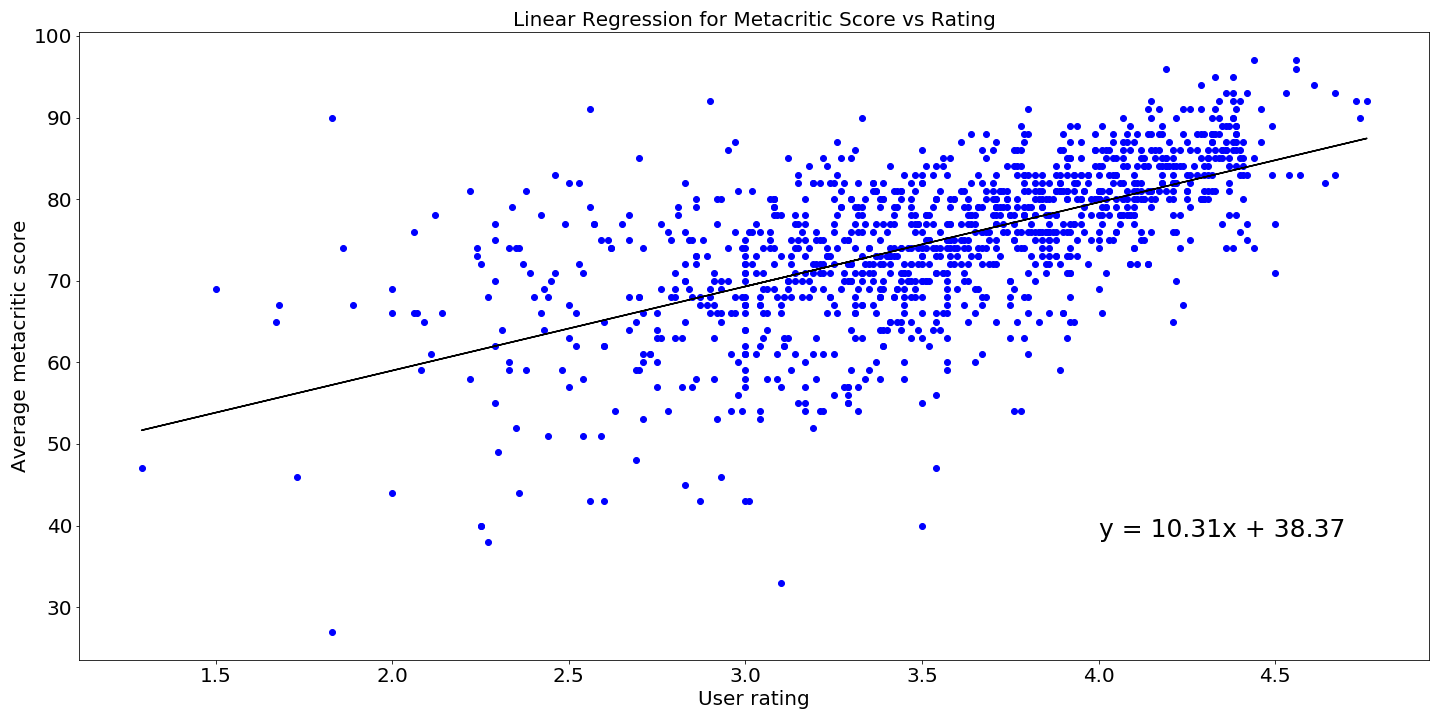 Linear Regression for Metacritic Score vs Rating
100
90
80
70
60
50
40
30
Average metacritic score
y = 10.31x + 38.37
1.5 2.0 2.5 3.0 3.5 4.0 4.5
User rating